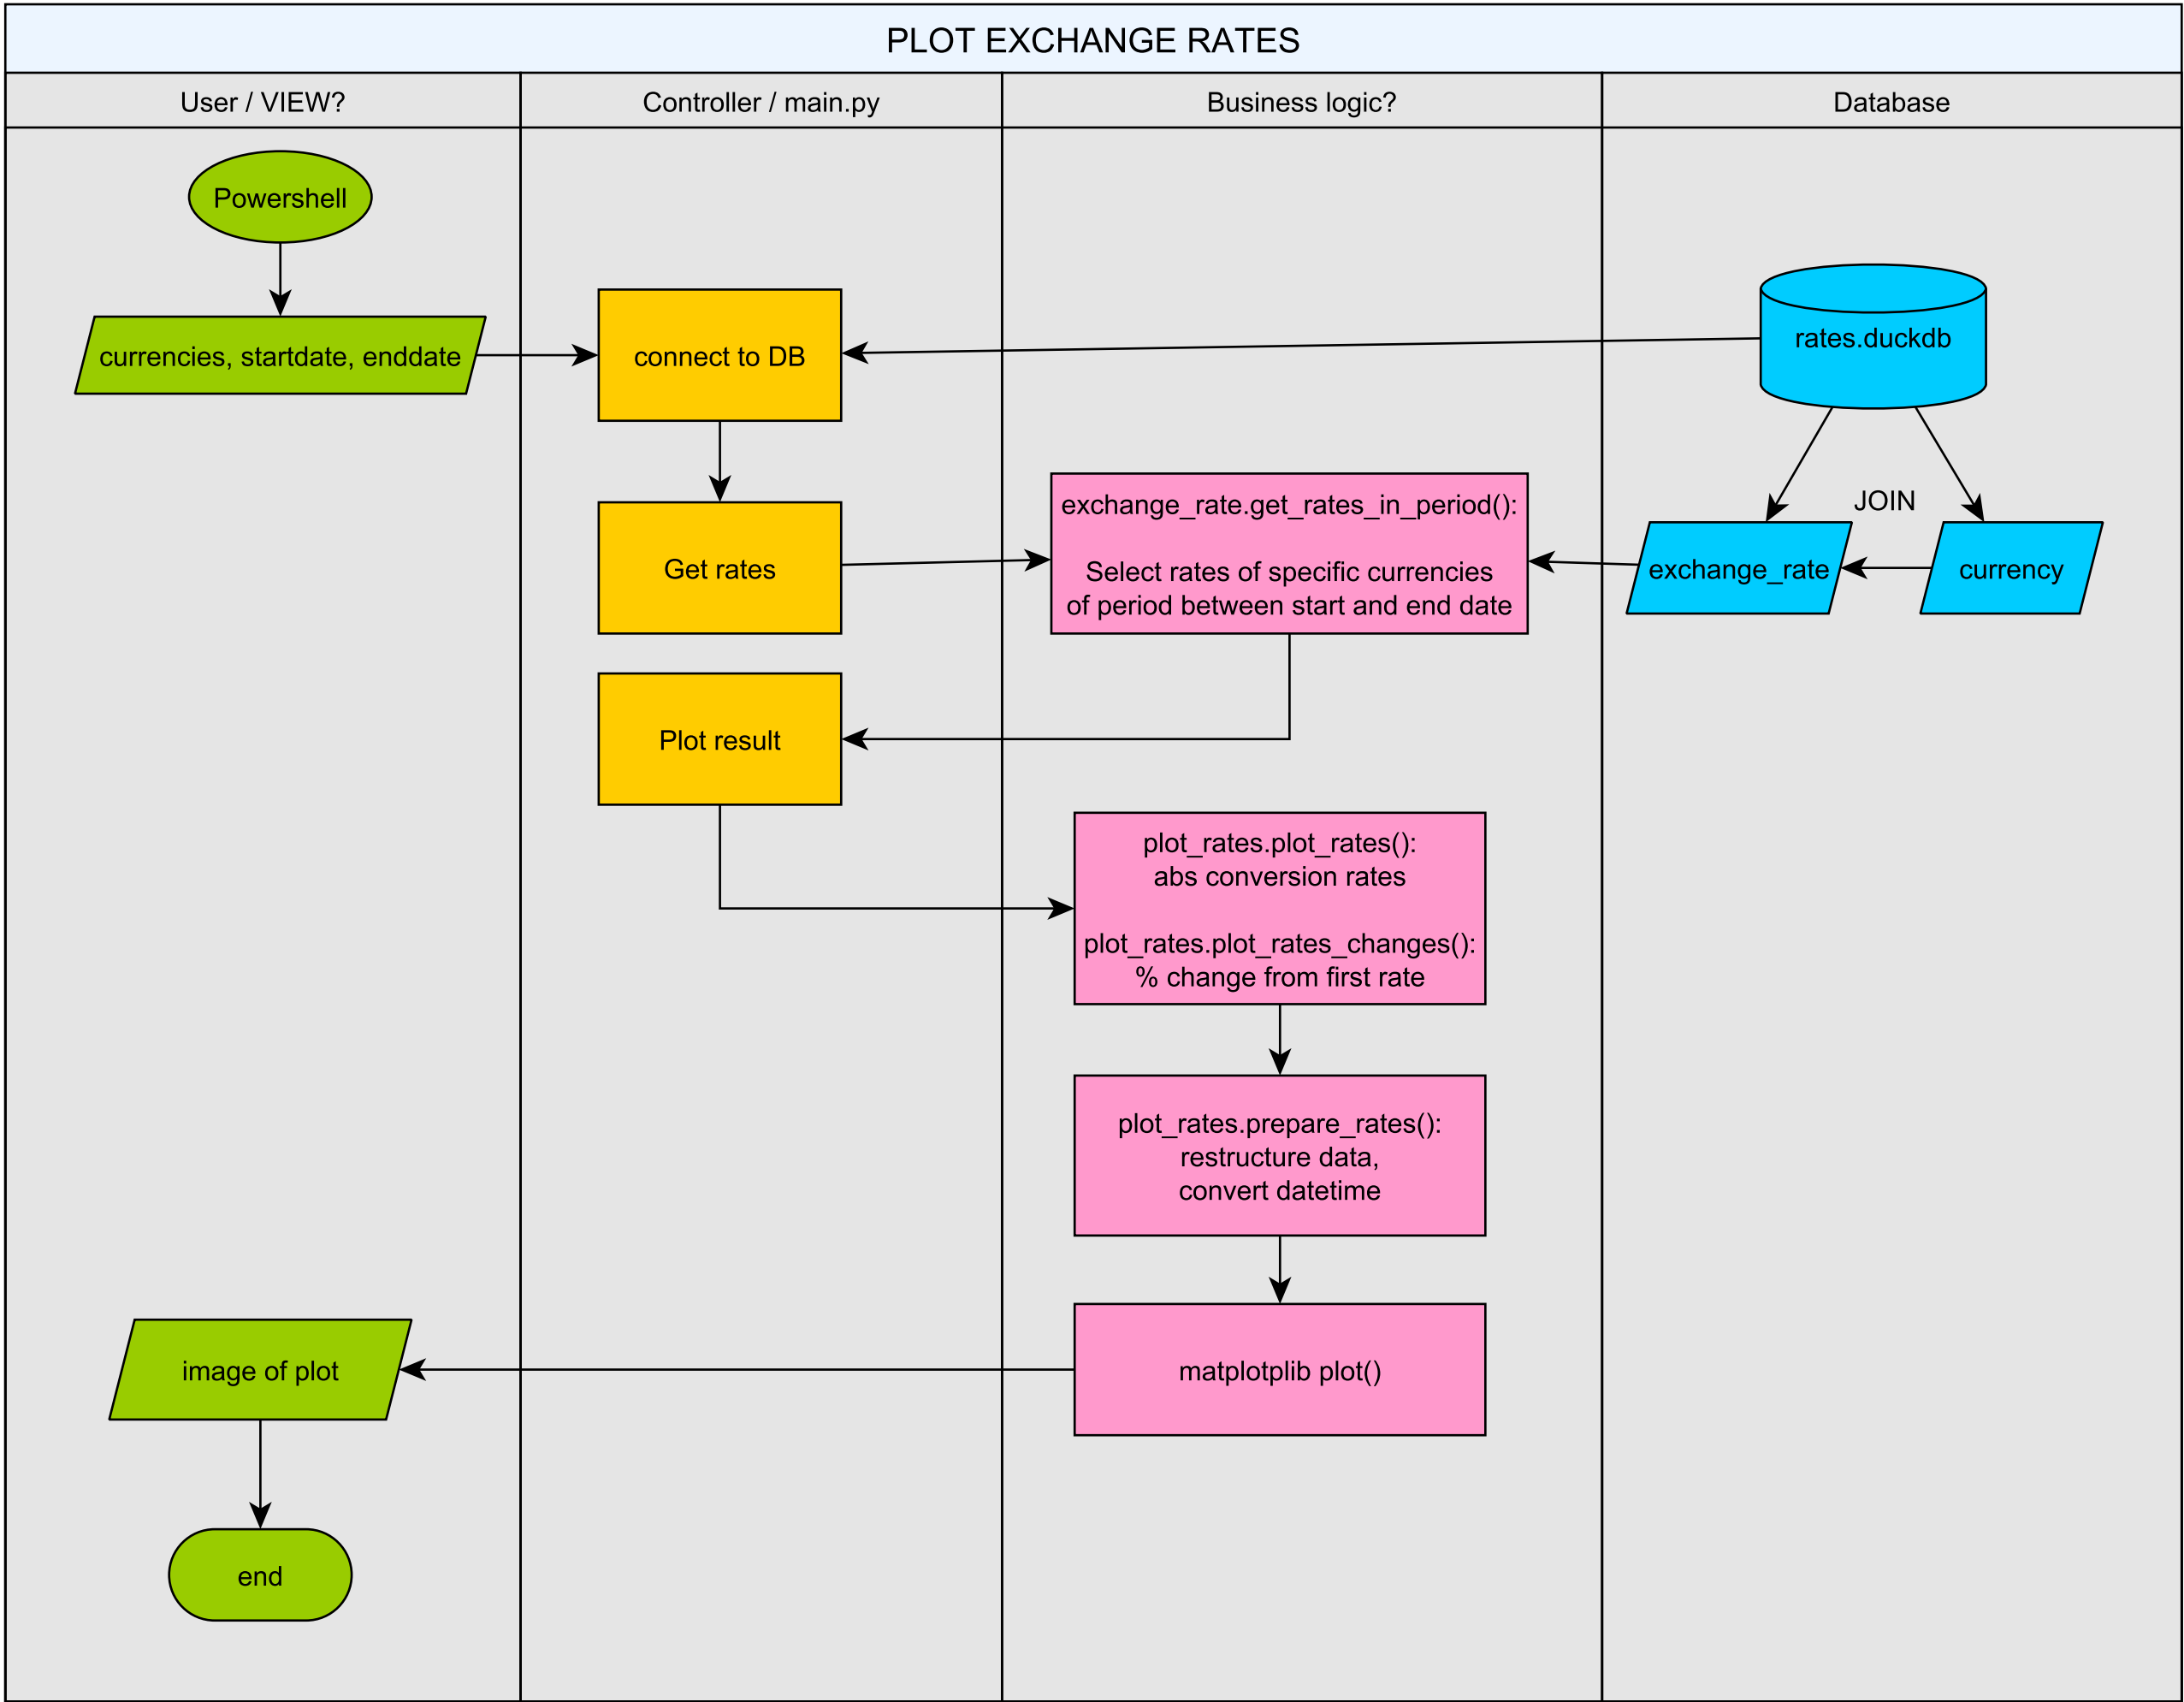 PLOT EXCHANGE RATES
User / VIEW?
Controller / main.py
Business logic?
Database
Powershell
currencies, startdate, enddate
connect to DB
rates.duckdb
Get rates
exchange_rate.get_rates_in_period():
Select rates of specific currencies
of period between start and end date
JOIN
exchange_rate
currency
Plot result
plot_rates.plot_rates():
abs conversion rates
plot_rates.plot_rates_changes():
% change from first rate
plot_rates.prepare_rates():
restructure data,
convert datetime
image of plot
matplotplib plot()
end